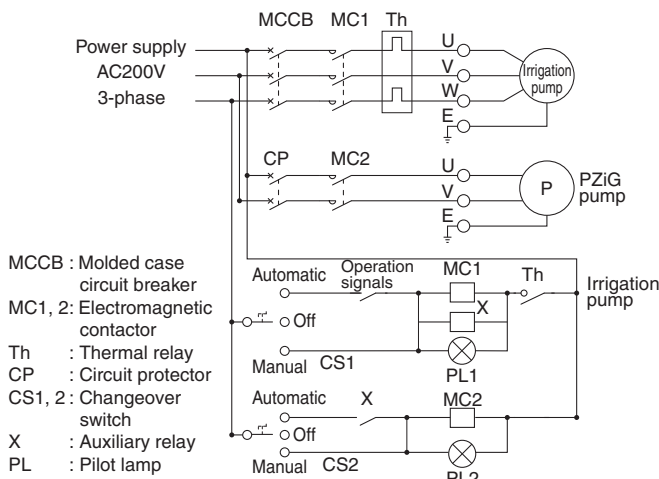 MCCB MC1 Th
Power supply
AC200V
3-phase
U
V
W
E
Irrigation
pump
CP MC2
U
V
E
P
PZiG
pump
MCCB : Molded case
circuit breaker
MC1, 2: Electromagnetic
contactor
Th : Thermal relay
CP : Circuit protector
CS1, 2 : Changeover
switch
X : Auxiliary relay
PL : Pilot lamp
Automatic Operation
signals
MC1
Th
Irrigation
pump
X
Off
Manual CS1
PL1
Automatic X MC2
Off
Manual CS2
PL2